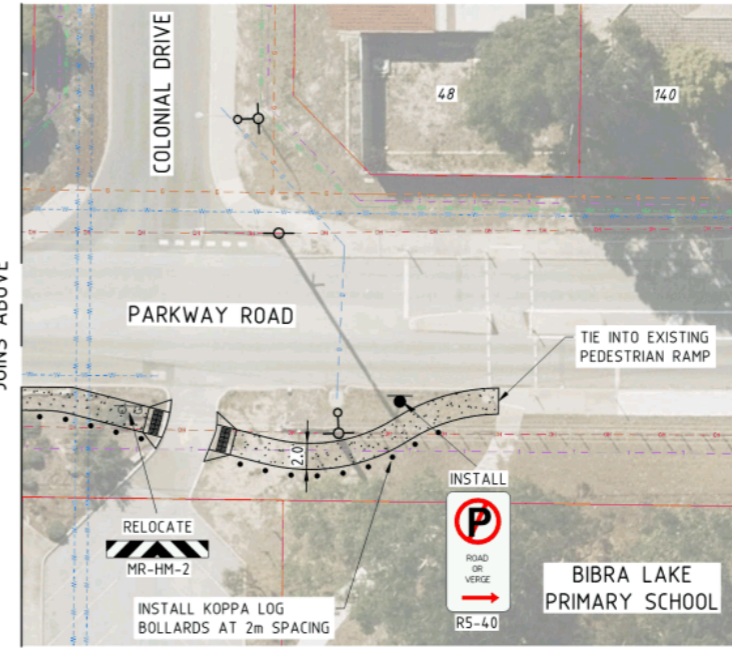 COLONIAL DRIVE
48
140
JOINS ABOVE
PARKWAY ROAD
TIE INTO EXISTING
PEDESTRIAN RAMP
2.0
INSTALL
P
ROAD
OR
VERGE
R5-40
RELOCATE
MR-HM-2
INSTALL KOPPA LOG
BOLLARDS AT 2m SPACING
BIBRA LAKE
PRIMARY SCHOOL